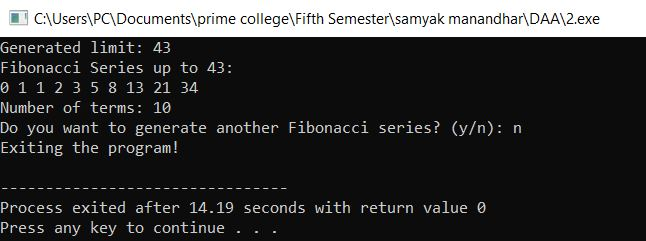 C:\Users\PC\Documents\prime college\Fifth Semester\samyak manandhar\DAA\2.exe
Generated limit: 43
Fibonacci Series up to 43:
0 1 1 2 3 5 8 13 21 34
Number of terms: 10
Do you want to generate another Fibonacci series? (y/n): n
Exiting the program!
--------------------------------
Process exited after 14.19 seconds with return value 0
Press any key to continue . . .